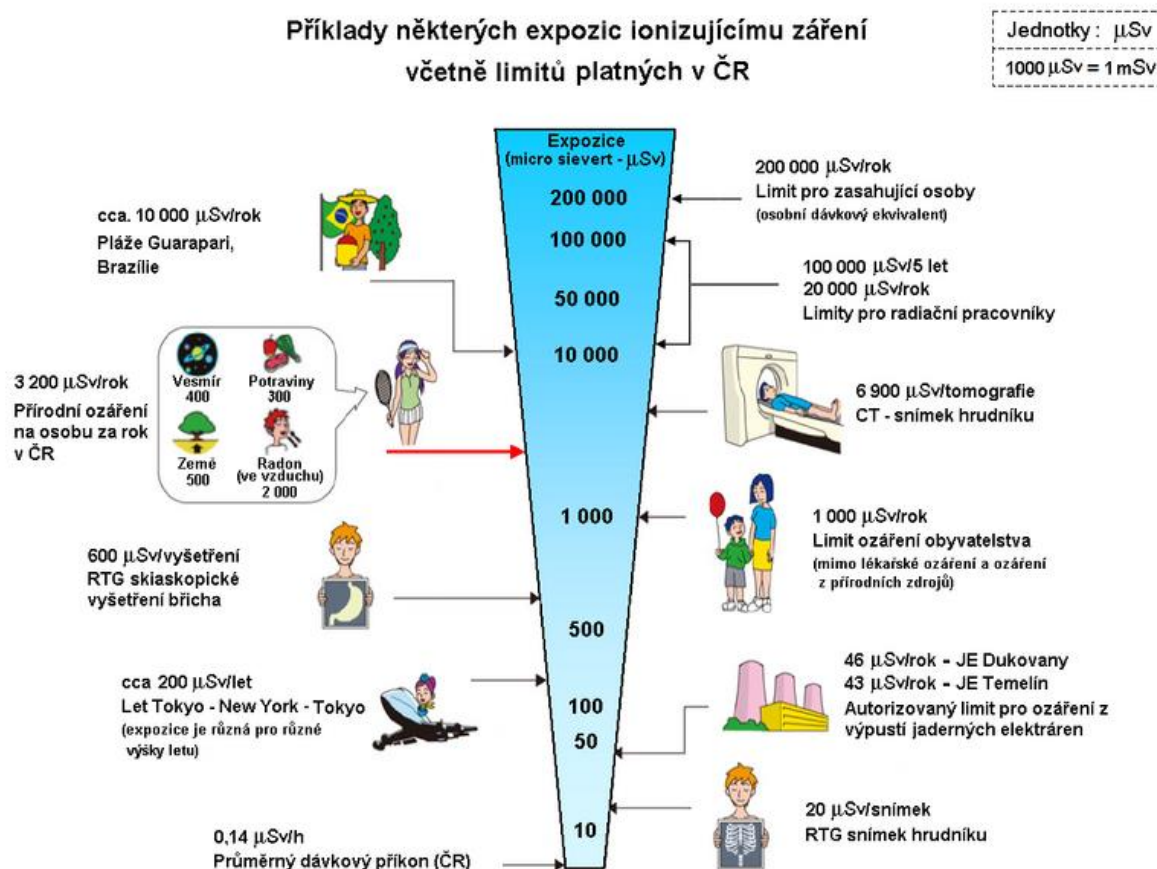 Příklady některých expozic ionizujícímu záření
včetně limitů platných v ČR
Jednotky : μSv
1000 μSv = 1 mSv
Expozice
(micro sievert - μSv)
200 000
100 000
50 000
10 000
1 000
500
100
50
10
cca. 10 000 μSv/rok
Pláže Guarapari,
Brazílie
3 200 μSv/rok
Přírodní ozáření
na osobu za rok
v ČR
Vesmír
400
Potraviny
300
Země
500
Radon
(ve vzduchu)
2 000
600 μSv/vyšetření
RTG skiaskopické
vyšetření břicha
cca 200 μSv/let
Let Tokyo - New York - Tokyo
(expozice je různá pro různé
výšky letu)
0,14 μSv/h
Průměrný dávkový příkon (ČR)
200 000 μSv/rok
Limit pro zasahující osoby
(osobní dávkový ekvivalent)
100 000 μSv/5 let
20 000 μSv/rok
Limity pro radiační pracovníky
6 900 μSv/tomografie
CT - snímek hrudníku
1 000 μSv/rok
Limit ozáření obyvatelstva
(mimo lékařské ozáření a ozáření
z přírodních zdrojů)
46 μSv/rok - JE Dukovany
43 μSv/rok - JE Temelín
Autorizovaný limit pro ozáření z
výpustí jaderných elektráren
20 μSv/snímek
RTG snímek hrudníku